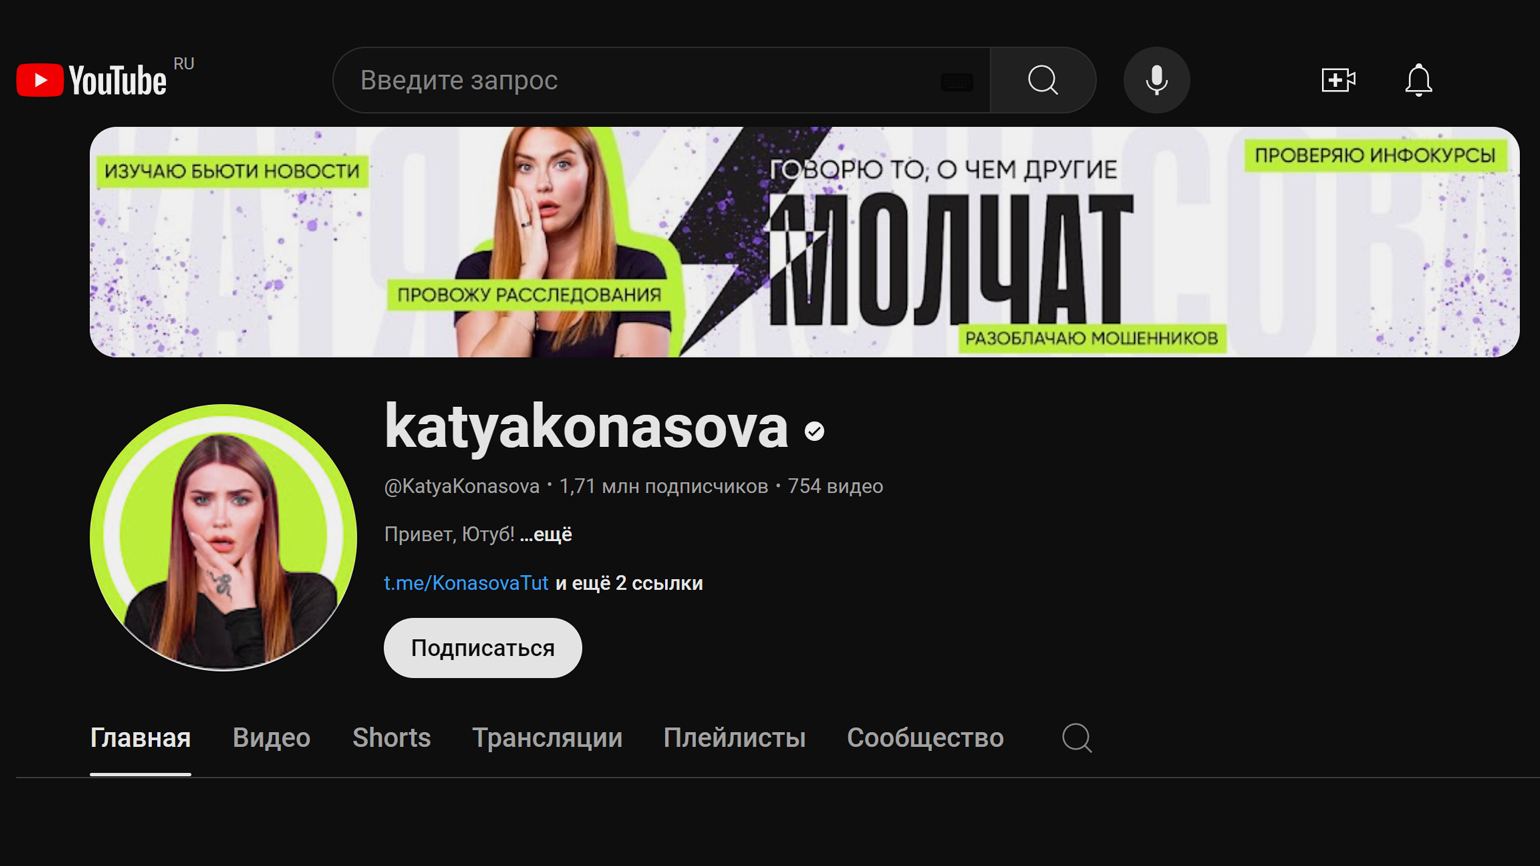 YouTube RU
Введите запрос
ИЗУЧАЮ БЬЮТИ НОВОСТИ
ГОВОРЮ ТО, О ЧЕМ ДРУГИЕ
МОЛЧАТ
ПРОВЕРЯЮ ИНФОКУРСЫ
ПРОВОЖУ РАССЛЕДОВАНИЯ
РАЗОБЛАЧАЮ МОШЕННИКОВ
katyakonasova
@KatyaKonasova • 1,71 млн подписчиков • 754 видео
Привет, Ютуб! ...ещё
t.me/KonasovaTut и ещё 2 ссылки
Подписаться
Главная Видео Shorts Трансляции Плейлисты Сообщество